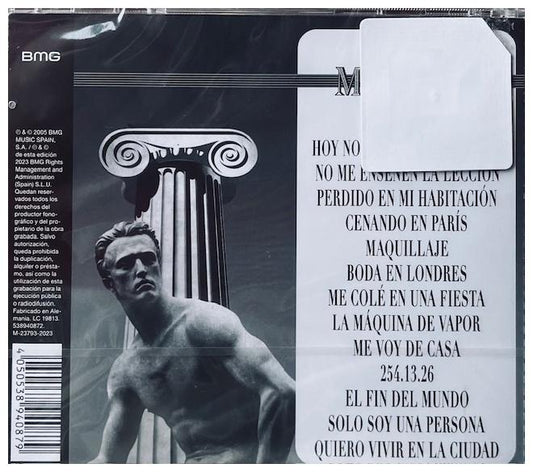 BMG
℗ & © 2005 BMG
MUSIC SPAIN,
S.A. / ℗ & ©
de esta edición
2023 BMG Rights
Management and
Administration
(Spain) S.L.U.
Quedan reser-
vados todos los
derechos del
productor fono-
gráfico y del pro-
pietario de la obra
grabada. Salvo
autorización,
queda prohibida
la duplicación,
alquiler o présta-
mo, así como la
utilización de esta
grabación para la
ejecución pública
o radiodifusión.
Fabricado en Ale-
mania. LC 19813.
538940872.
M-23793-2023
4 050538 940879
M
HOY NO
NO ME ENSEÑEN LA LECCIÓN
PERDIDO EN MI HABITACIÓN
CENANDO EN PARÍS
MAQUILLAJE
BODA EN LONDRES
ME COLÉ EN UNA FIESTA
LA MÁQUINA DE VAPOR
ME VOY DE CASA
254.13.26
EL FIN DEL MUNDO
SOLO SOY UNA PERSONA
QUIERO VIVIR EN LA CIUDAD